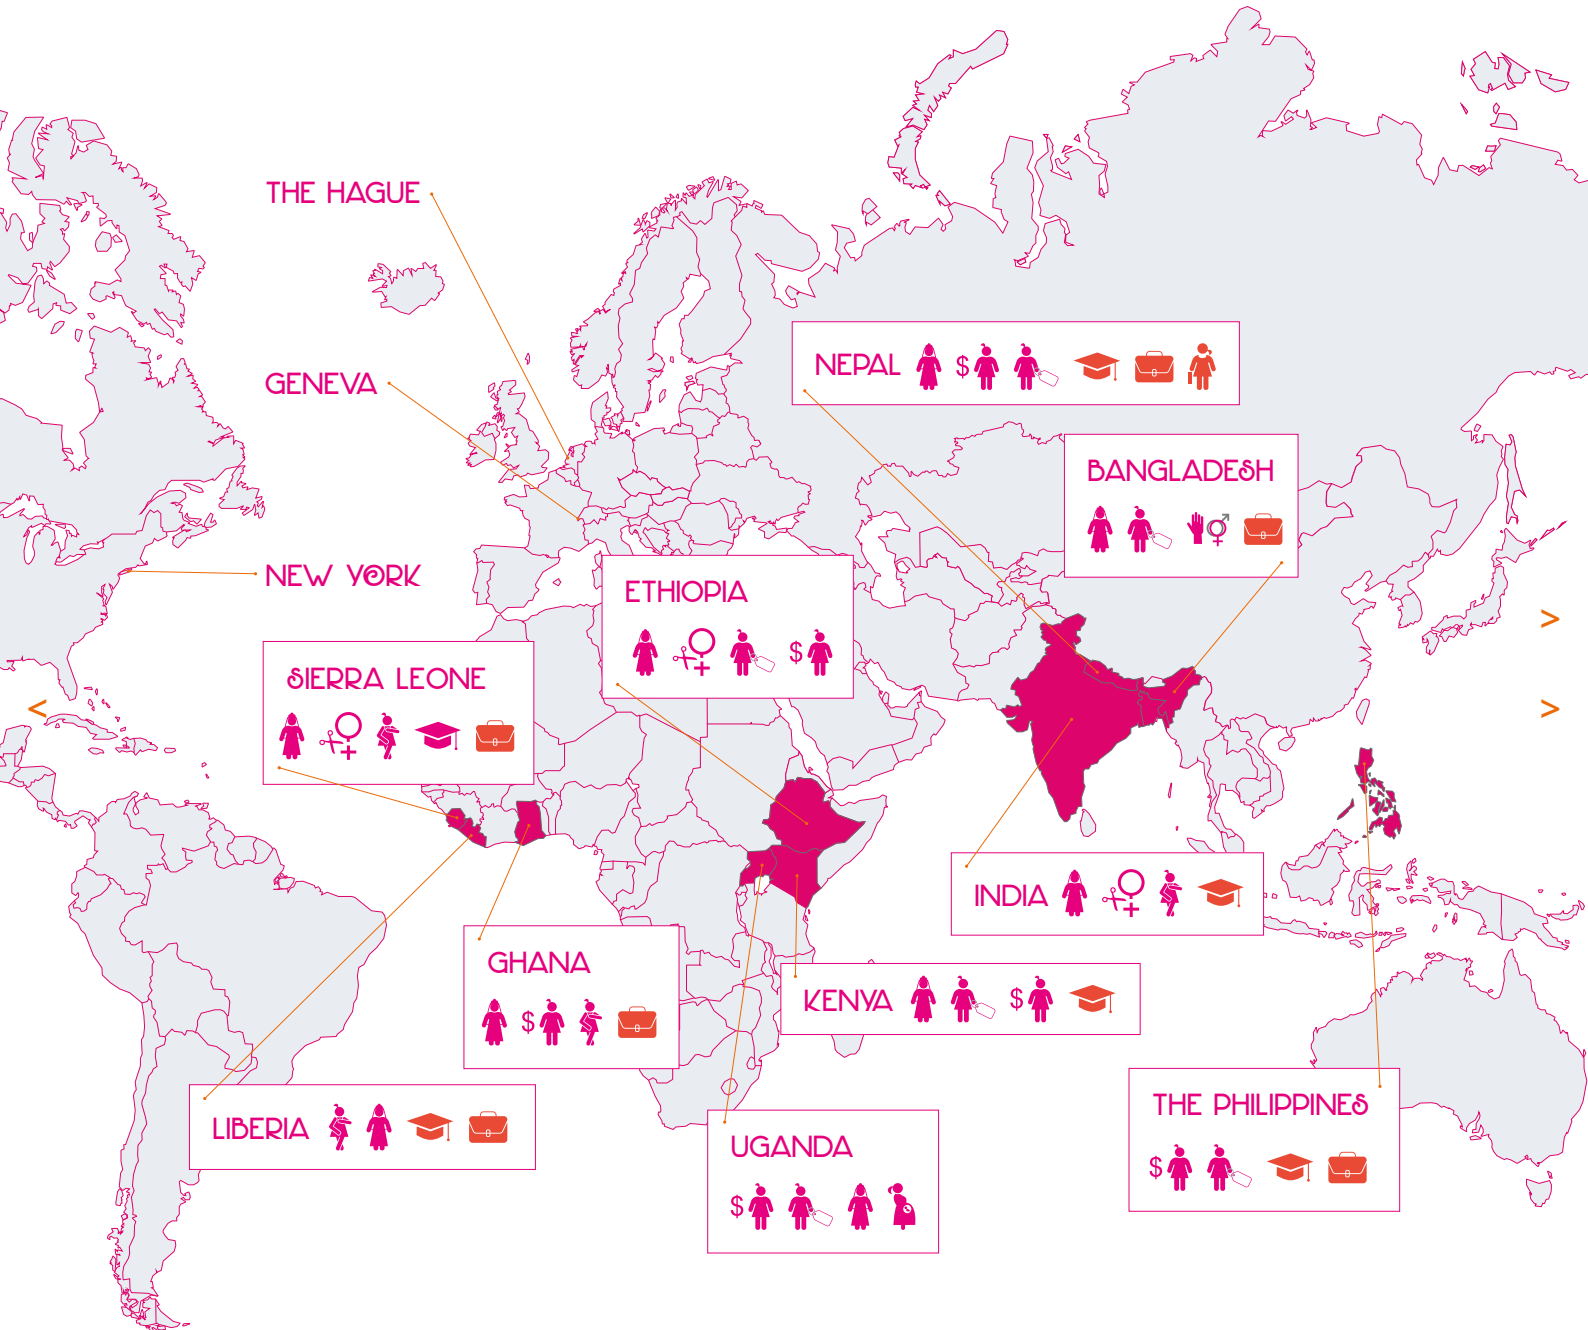 THE HAGUE
GENEVA
NEW YORK
NEPAL $
BANGLADESH
ETHIOPIA
$
SIERRA LEONE
>
<
>
INDIA
GHANA
$
KENYA $
LIBERIA
THE PHILIPPINES
$
UGANDA
$